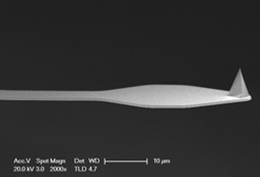 Acc.V Spot Magn Det WD 10 μm
20.0 kV 3.0 2000x TLD 4.7